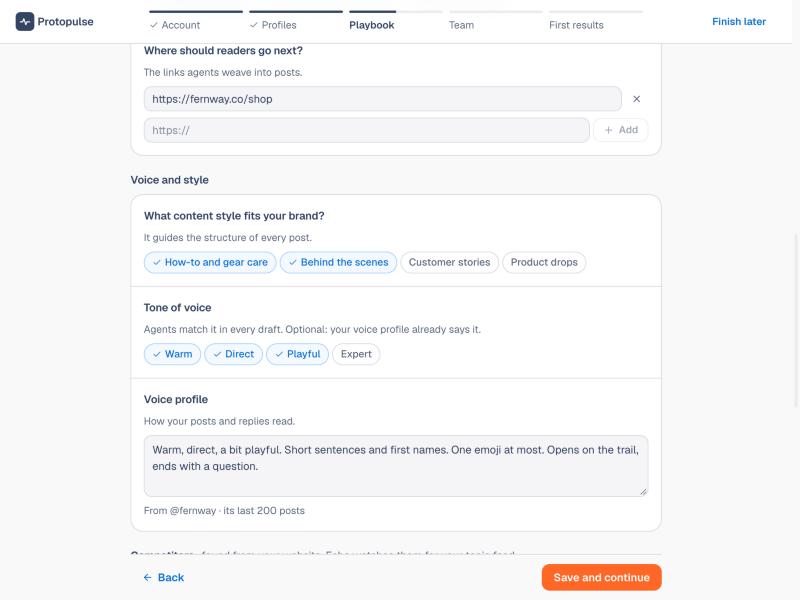 Protopulse
Account
Profiles
Playbook
Team
First results
Finish later
Where should readers go next?
The links agents weave into posts.
https://fernway.co/shop
https://
Add
Voice and style
What content style fits your brand?
It guides the structure of every post.
How-to and gear care
Behind the scenes
Customer stories
Product drops
Tone of voice
Agents match it in every draft. Optional: your voice profile already says it.
Warm
Direct
Playful
Expert
Voice profile
How your posts and replies read.
Warm, direct, a bit playful. Short sentences and first names. One emoji at most. Opens on the trail,
ends with a question.
From @fernway · its last 200 posts
Back
Save and continue